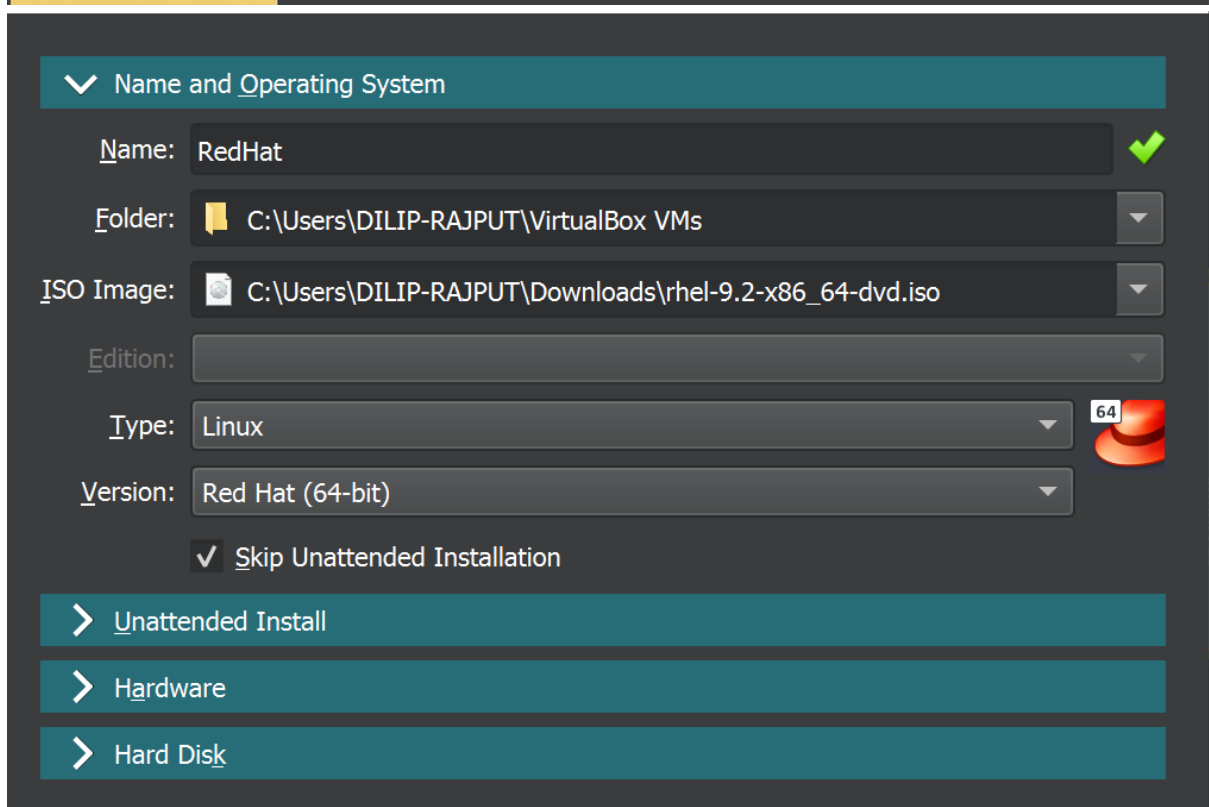 Name and Operating System
Name: RedHat
Folder: C:\Users\DILIP-RAJPUT\VirtualBox VMs
ISO Image: C:\Users\DILIP-RAJPUT\Downloads\rhel-9.2-x86_64-dvd.iso
Edition:
Type: Linux
64
Version: Red Hat (64-bit)
Skip Unattended Installation
Unattended Install
Hardware
Hard Disk